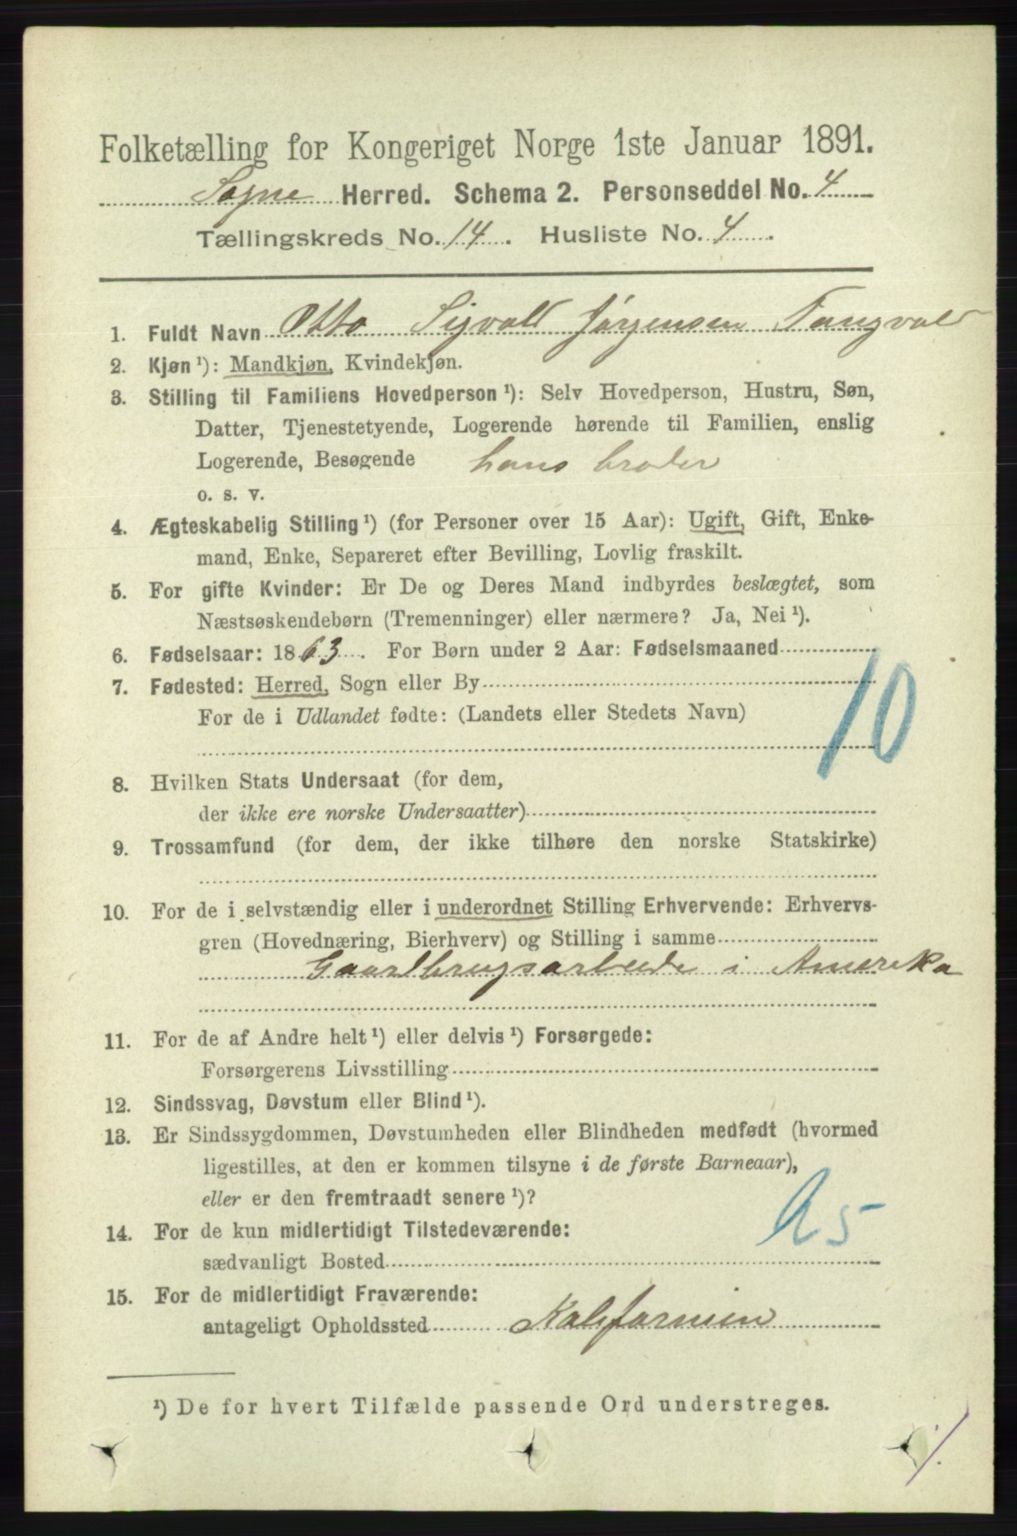 Folketælling for Kongeriget Norge 1ste Januar 1891.
Søgne Herred. Schema 2. Personseddel No. 4
Tællingskreds No. 14. Husliste No. 4.
1. Fuldt Navn Otto Sigvald Jørgensen Tangvald
2. Kjøn ¹): Mandkjøn, Kvindekjøn.
3. Stilling til Familiens Hovedperson ¹): Selv Hovedperson, Hustru, Søn,
Datter, Tjenestetyende, Logerende hørende til Familien, enslig
Logerende, Besøgende hans broder
o. s. v.
4. Ægteskabelig Stilling ¹) (for Personer over 15 Aar): Ugift, Gift, Enke-
mand, Enke, Separeret efter Bevilling, Lovlig fraskilt.
5. For gifte Kvinder: Er De og Deres Mand indbyrdes beslægtet, som
Næstsøskendebørn (Tremenninger) eller nærmere? Ja, Nei ¹).
6. Fødselsaar: 1863. For Børn under 2 Aar: Fødselsmaaned
7. Fødested: Herred, Sogn eller By
For de i Udlandet fødte: (Landets eller Stedets Navn)
10
8. Hvilken Stats Undersaat (for dem,
der ikke ere norske Undersaatter)
9. Trossamfund (for dem, der ikke tilhøre den norske Statskirke)
10. For de i selvstændig eller i underordnet Stilling Erhvervende: Erhvervs-
gren (Hovednæring, Bierhverv) og Stilling i samme
Gaardbrugsarbeide i Amerika
11. For de af Andre helt ¹) eller delvis ¹) Forsørgede:
Forsørgerens Livsstilling
12. Sindssvag, Døvstum eller Blind ¹).
13. Er Sindssygdommen, Døvstumheden eller Blindheden medfødt (hvormed
ligestilles, at den er kommen tilsyne i de første Barneaar),
eller er den fremtraadt senere ¹)?
14. For de kun midlertidigt Tilstedeværende:
sædvanligt Bosted
15. For de midlertidigt Fraværende:
antageligt Opholdssted Kalifornien
¹) De for hvert Tilfælde passende Ord understreges.